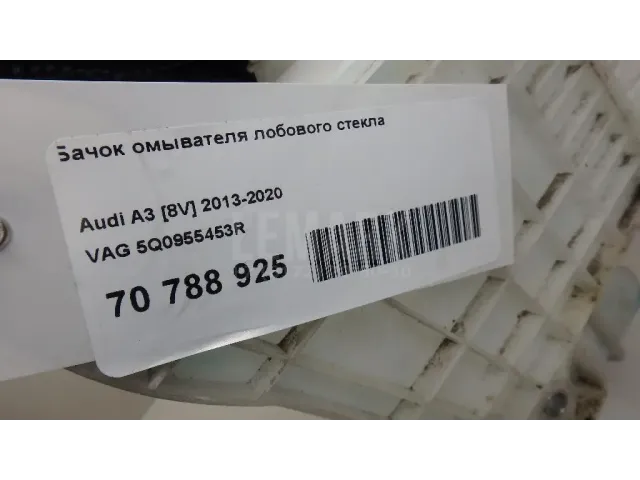 Бачок омывателя лобового стекла
Audi A3 [8V] 2013-2020
VAG 5Q0955453R
70 788 925